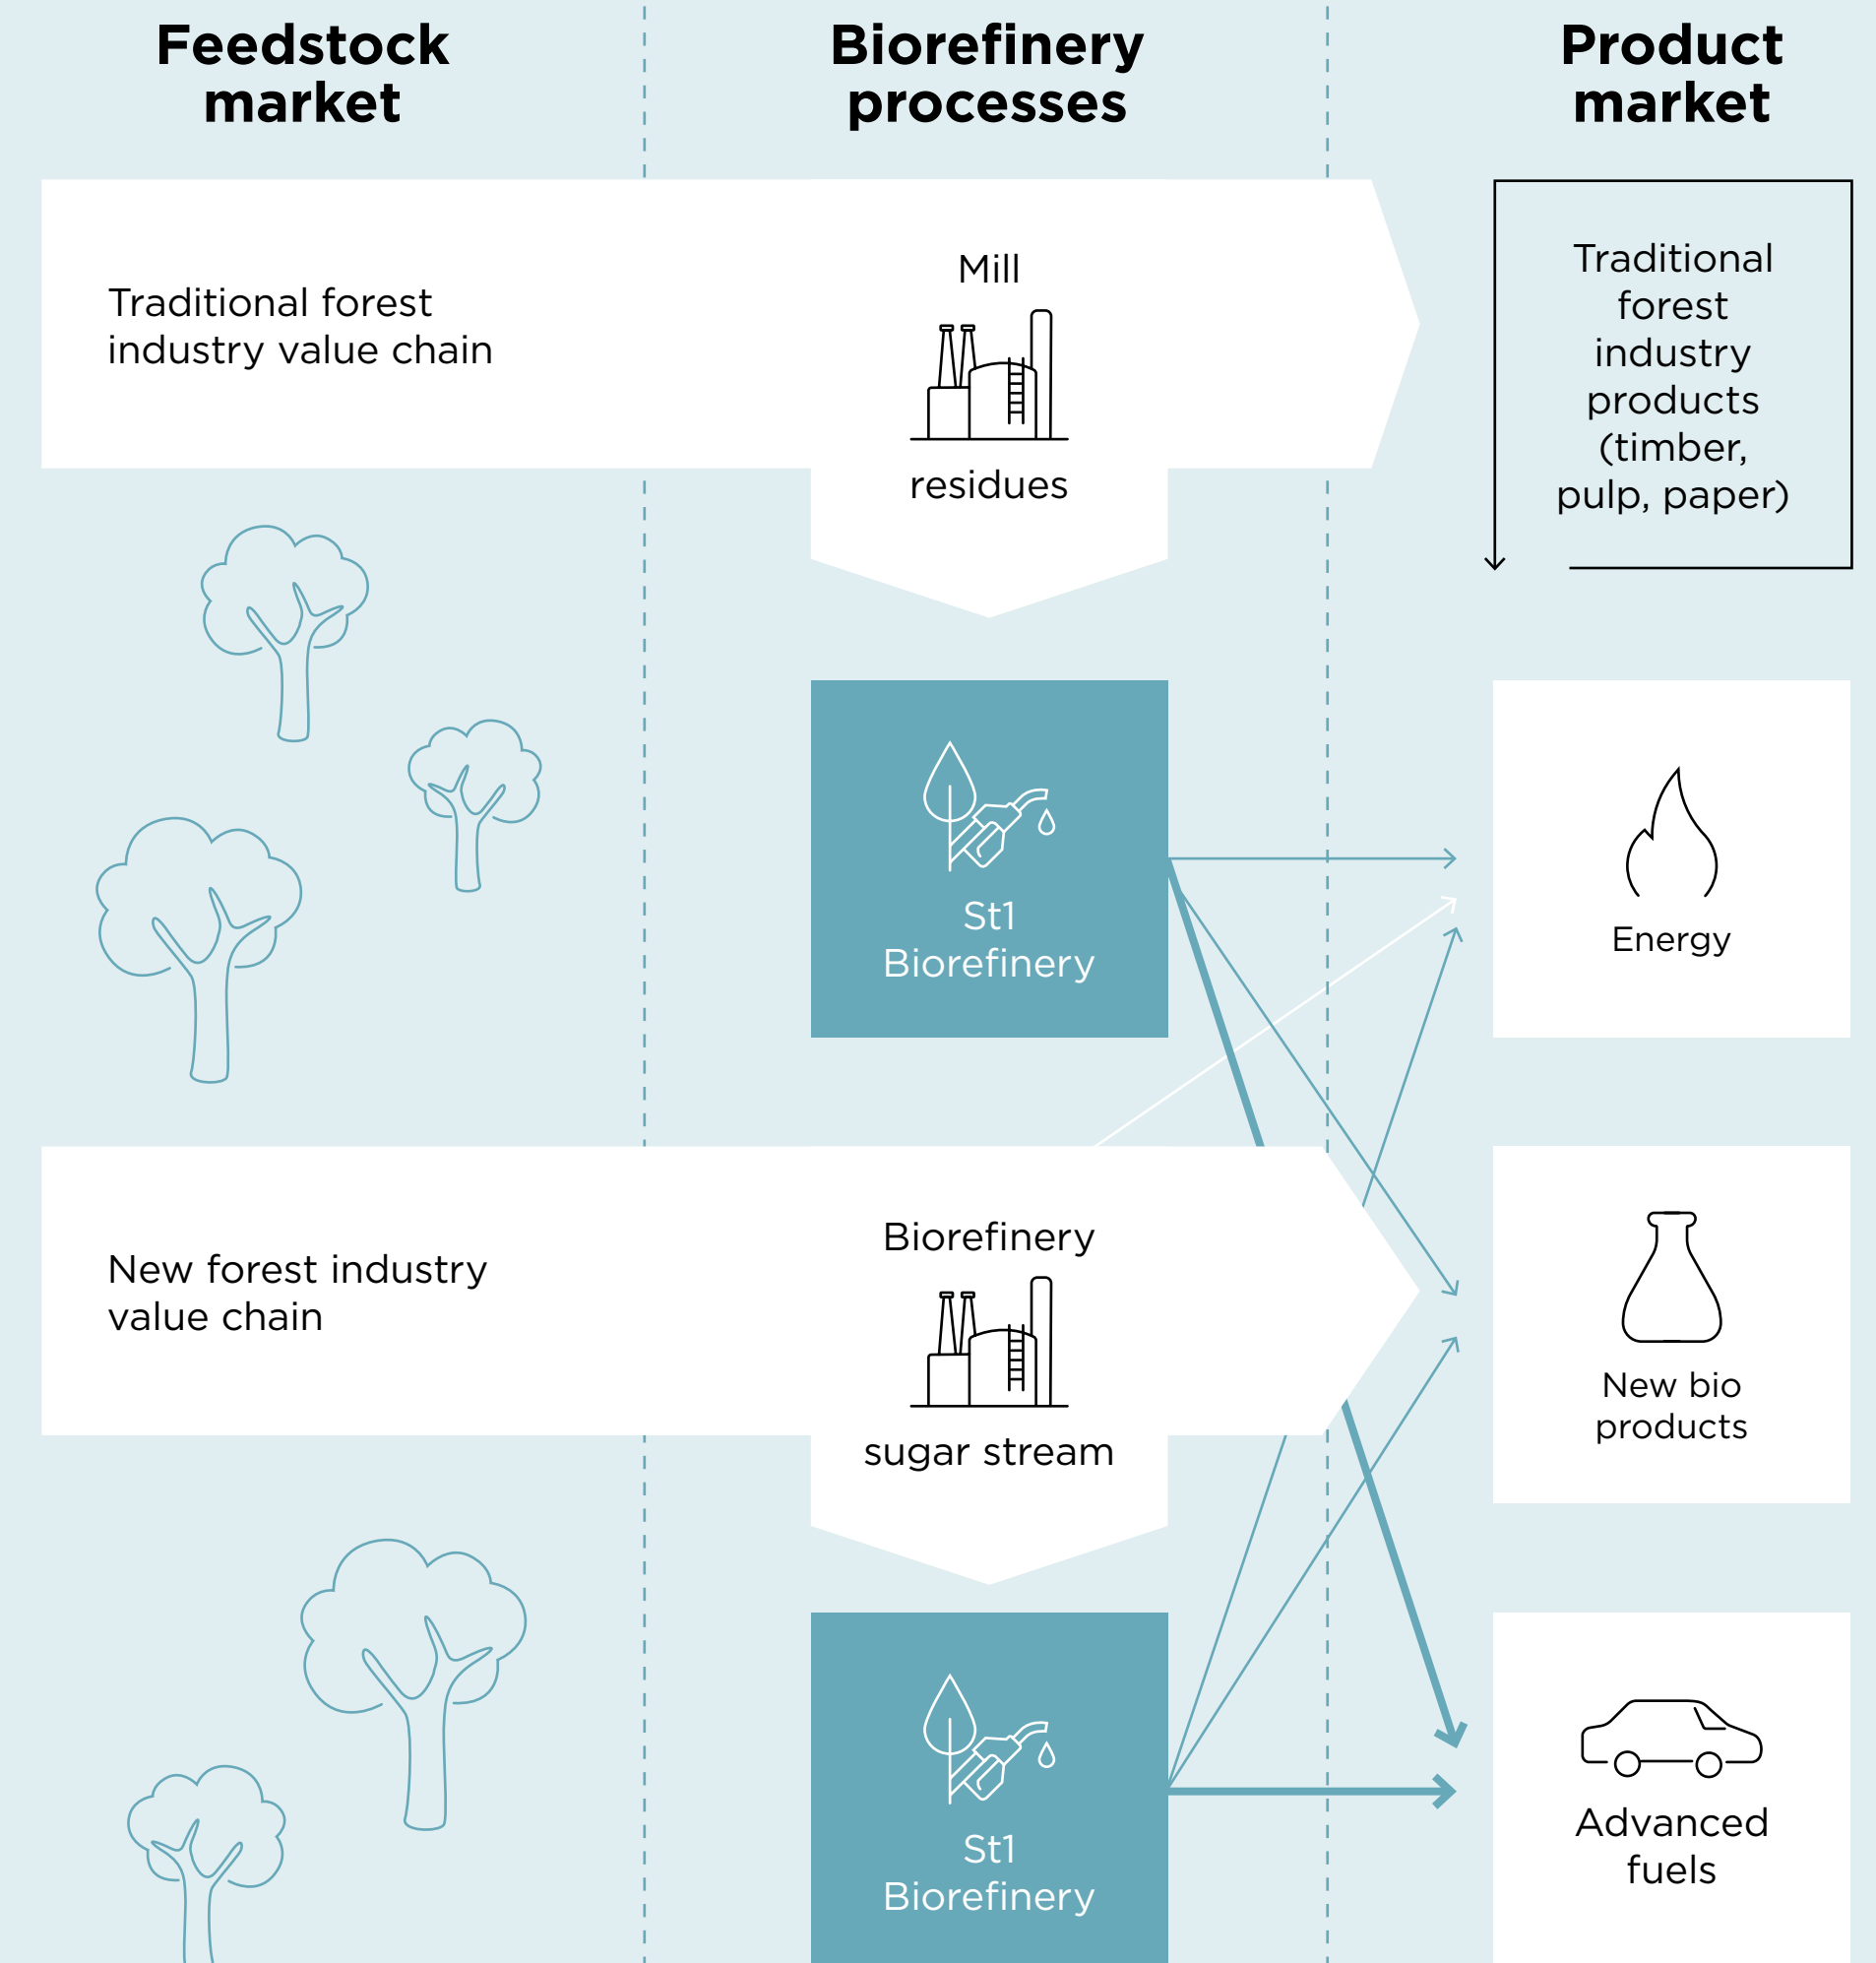 Feedstock
market
Biorefinery
processes
Product
market
Traditional forest
industry value chain
Mill
residues
Traditional
forest
industry
products
(timber,
pulp, paper)
St1
Biorefinery
Energy
New forest industry
value chain
Biorefinery
sugar stream
New bio
products
St1
Biorefinery
Advanced
fuels